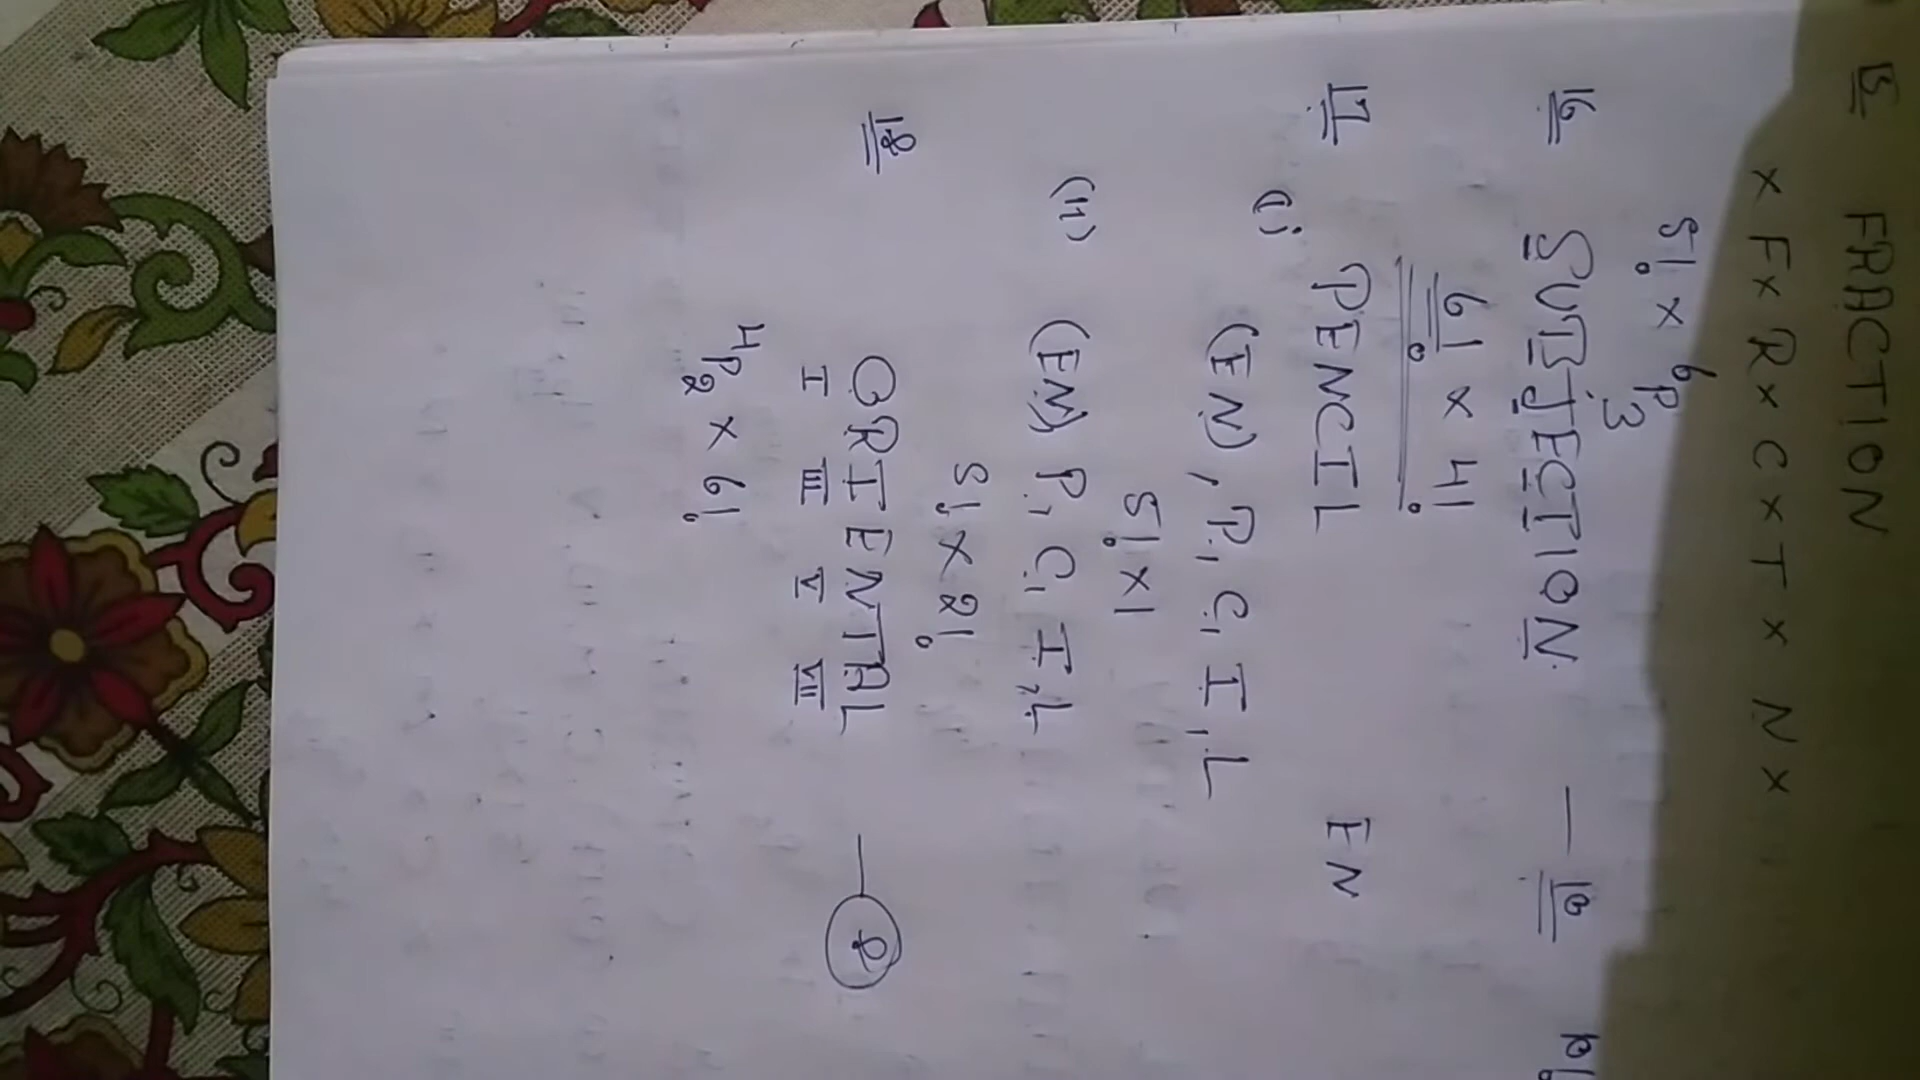 15 FRACTION
× F × R × C × T × N ×
5! × ⁶P₃
16 SUBJECTION — 10
6! × 4!
17 PENCIL EN
(i) (EN), P, C, I, L
5! × 1
(ii) (EN) P, C, I, L
5! × 2!
18 ORIENTAL — 8
I III V VII
⁴P₂ × 6!